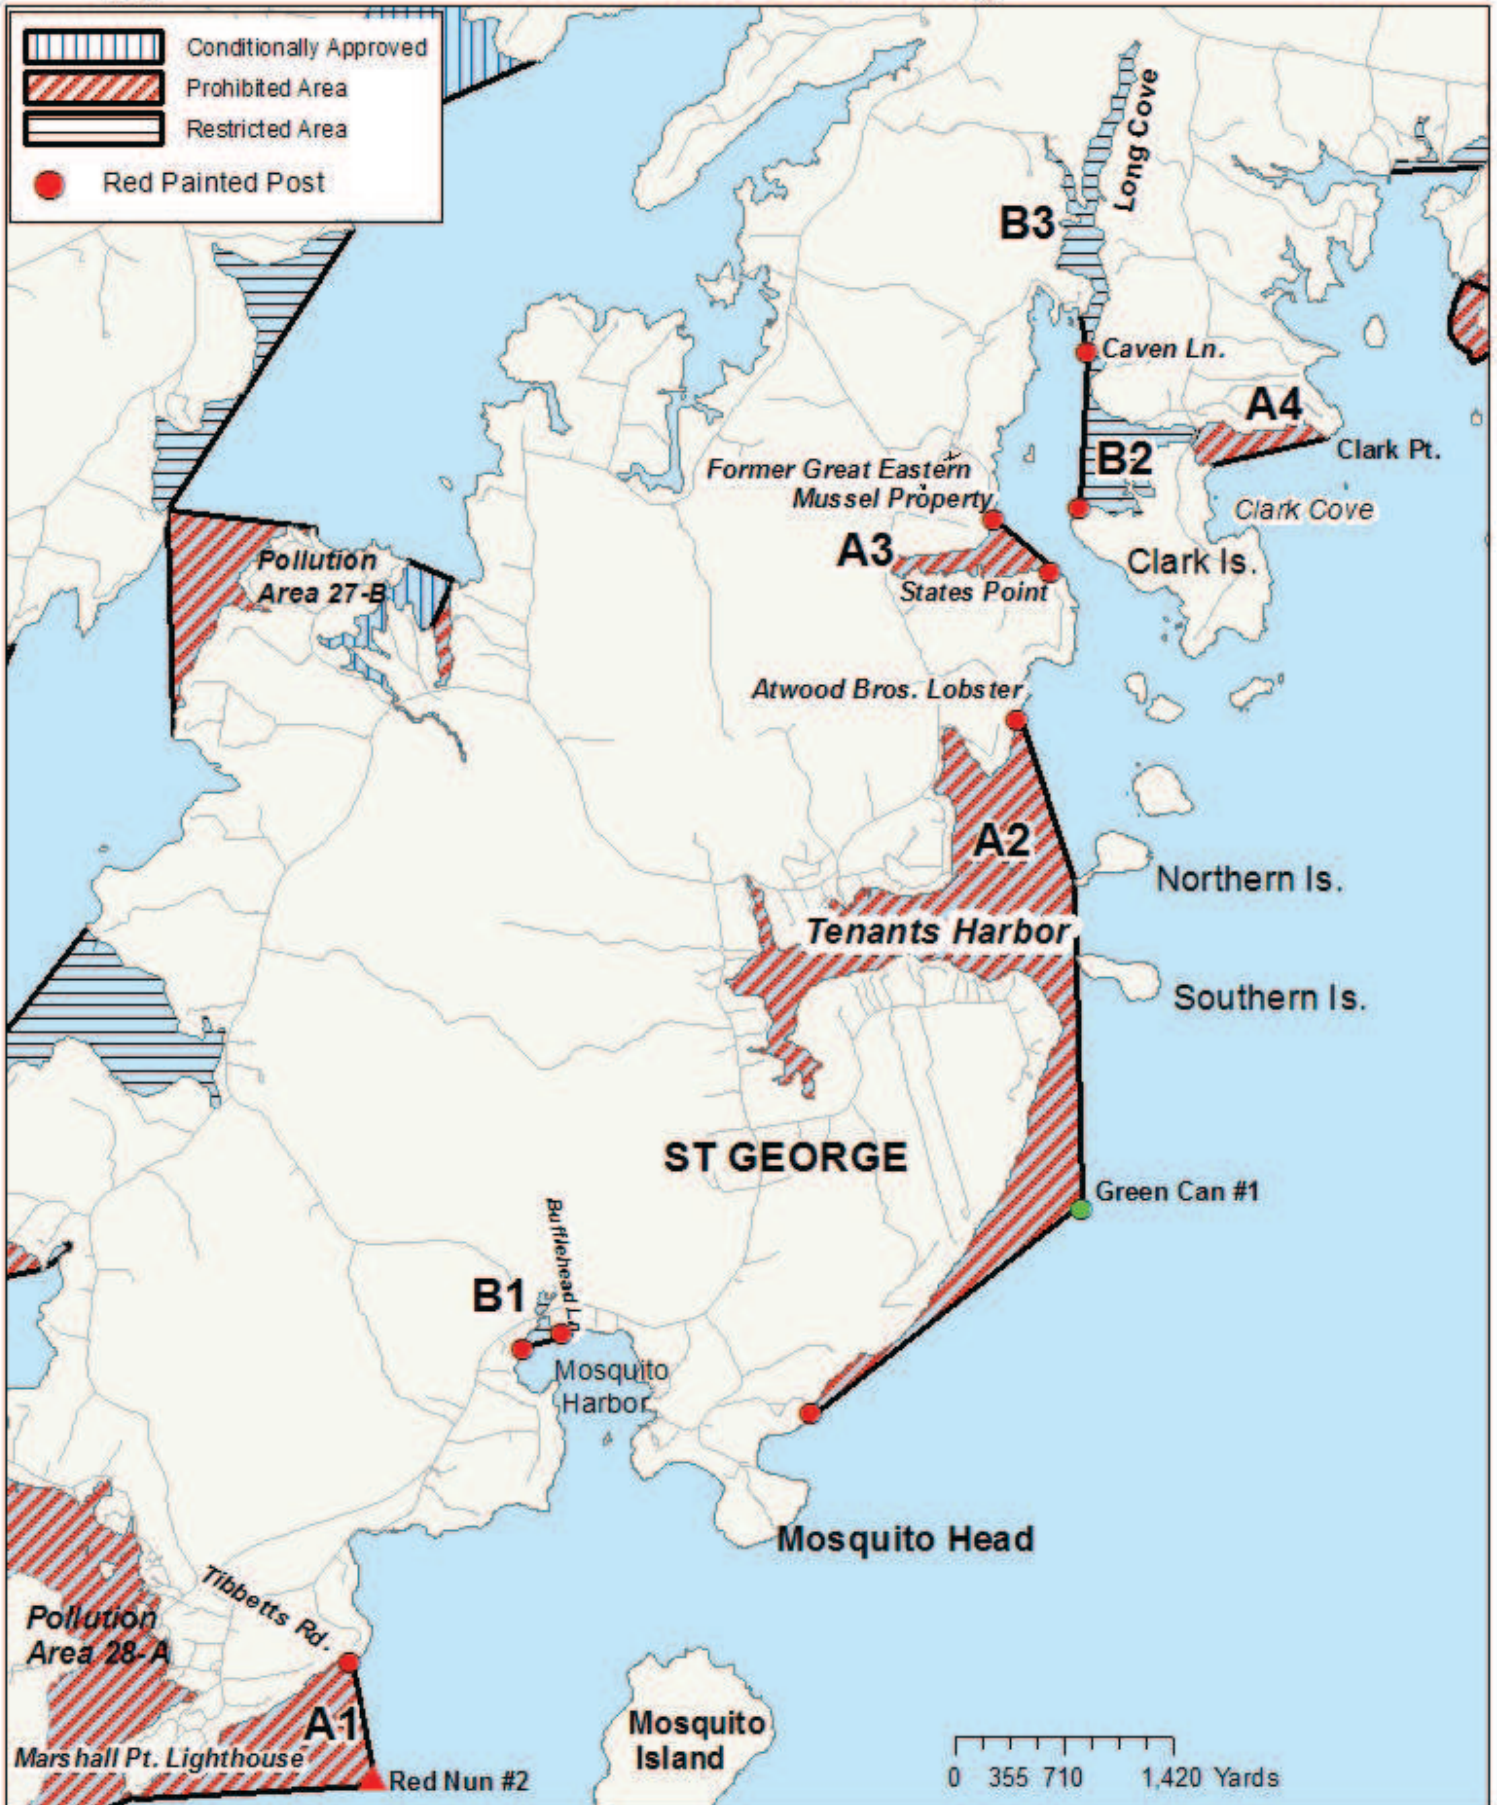 Conditionally Approved
Prohibited Area
Restricted Area
Red Painted Post
Long Cove
B3
Caven Ln.
A4
Clark Pt.
B2
Former Great Eastern
Mussel Property
Clark Cove
A3
Clark Is.
Pollution
Area 27-B
States Point
Atwood Bros. Lobster
A2
Northern Is.
Tenants Harbor
Southern Is.
ST GEORGE
Green Can #1
Bufflehead Ln.
B1
Mosquito
Harbor
Mosquito Head
Tibbetts Rd.
Pollution
Area 28-A
A1
Mosquito
Island
Marshall Pt. Lighthouse
Red Nun #2
0 355 710 1,420 Yards